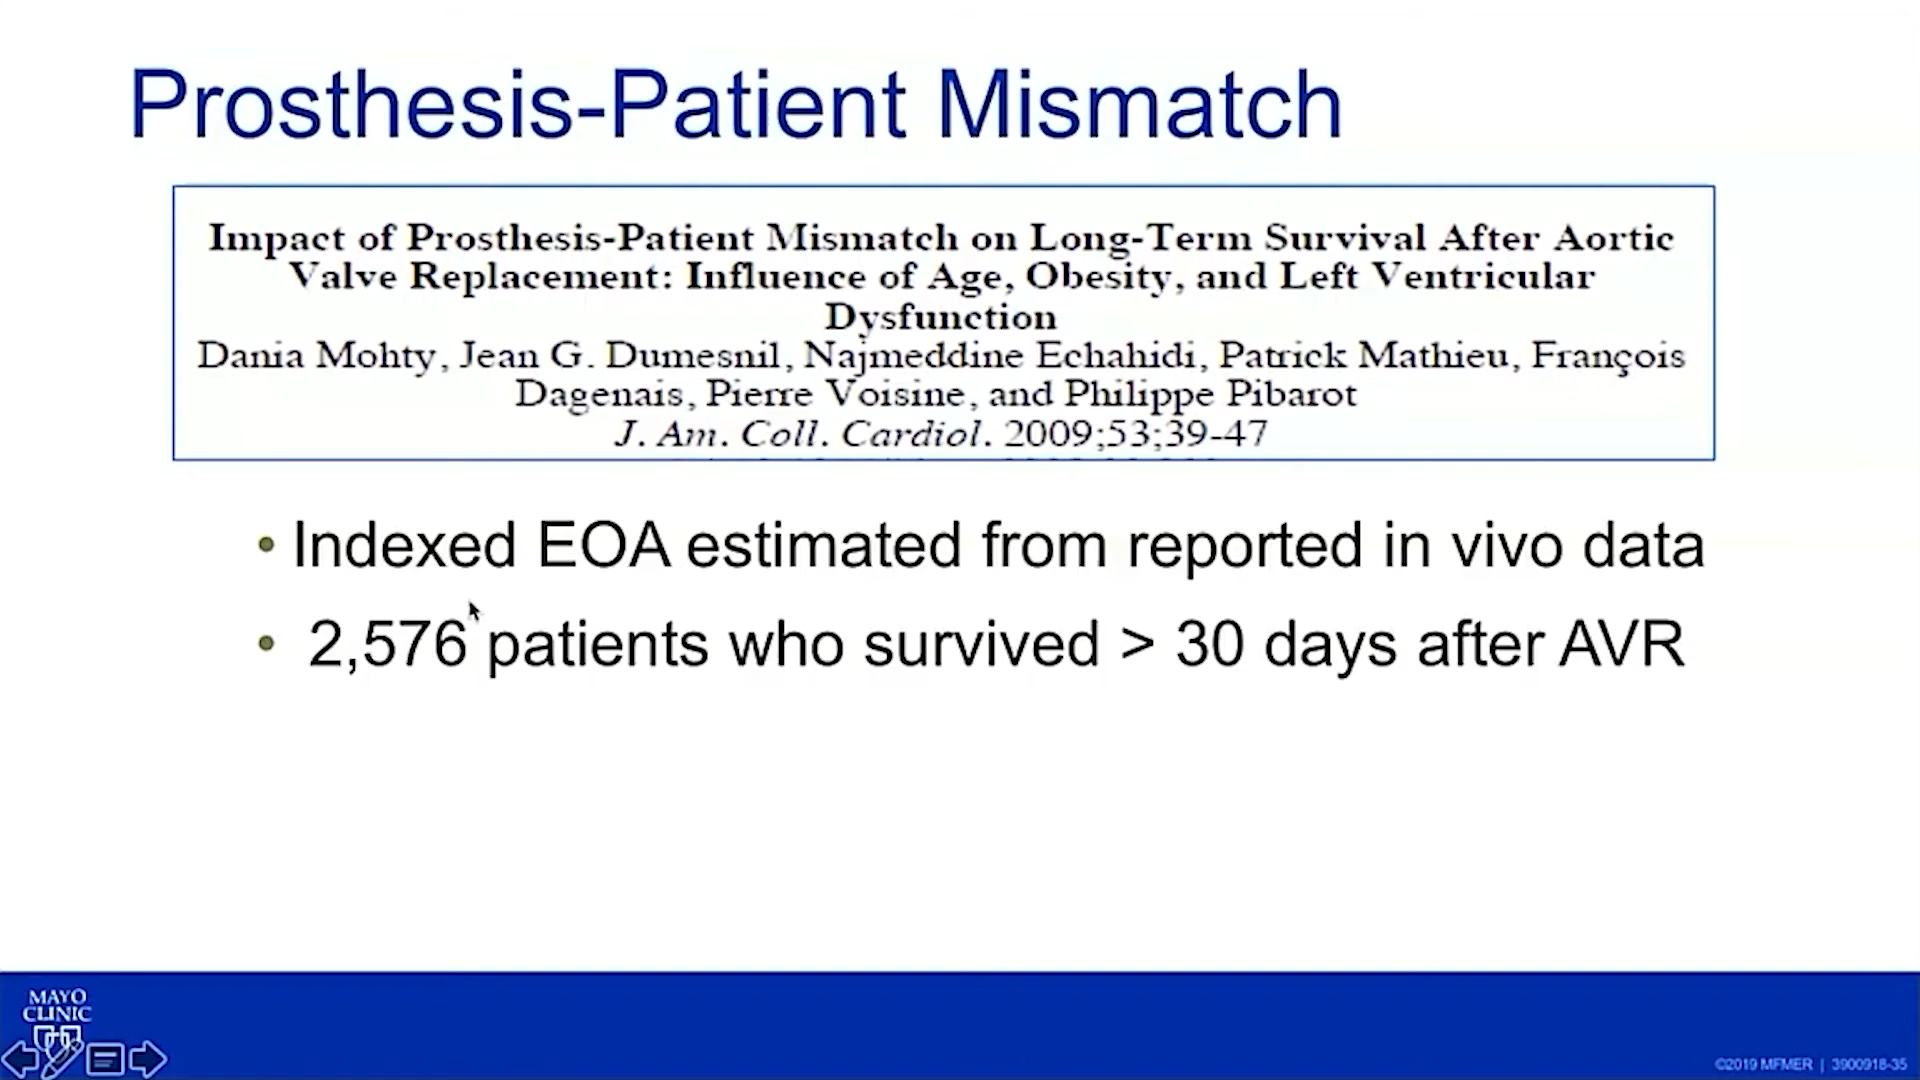 Prosthesis-Patient Mismatch
Impact of Prosthesis-Patient Mismatch on Long-Term Survival After Aortic
Valve Replacement: Influence of Age, Obesity, and Left Ventricular
Dysfunction
Dania Mohty, Jean G. Dumesnil, Najmeddine Echahidi, Patrick Mathieu, François
Dagenais, Pierre Voisine, and Philippe Pibarot
J. Am. Coll. Cardiol. 2009;53;39-47
• Indexed EOA estimated from reported in vivo data
• 2,576 patients who survived > 30 days after AVR
MAYO
CLINIC
©2019 MFMER | 3900918-35